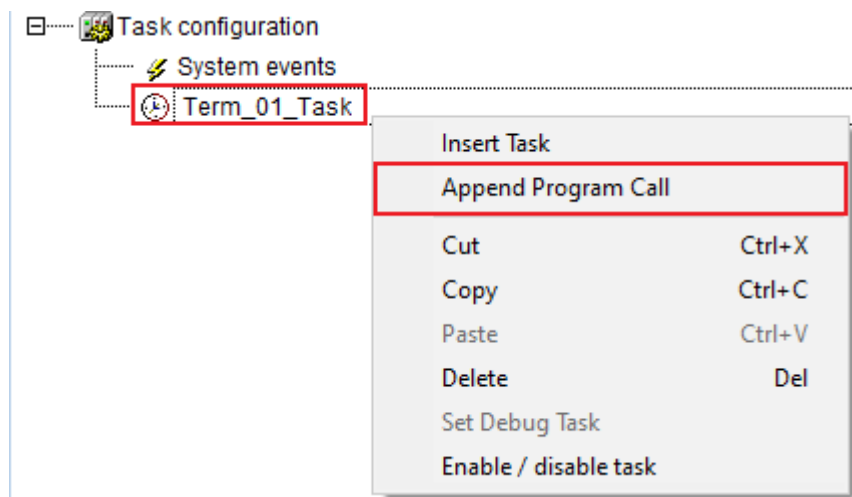 Task configuration
System events
Term_01_Task
Insert Task
Append Program Call
Cut Ctrl+X
Copy Ctrl+C
Paste Ctrl+V
Delete Del
Set Debug Task
Enable / disable task